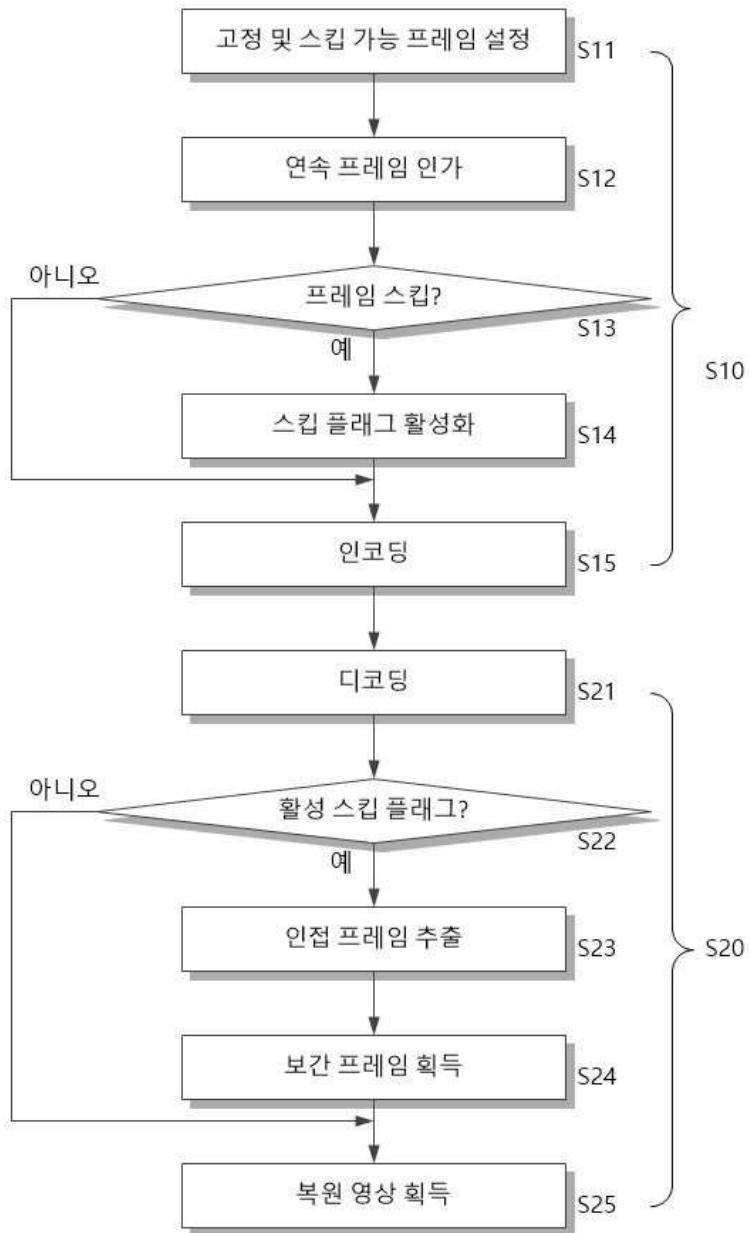 고정 및 스킵 가능 프레임 설정
S11
연속 프레임 인가
S12
아니오
프레임 스킵?
S13
예
S10
스킵 플래그 활성화
S14
인코딩
S15
디코딩
S21
아니오
활성 스킵 플래그?
S22
예
인접 프레임 추출
S23
S20
보간 프레임 획득
S24
복원 영상 획득
S25